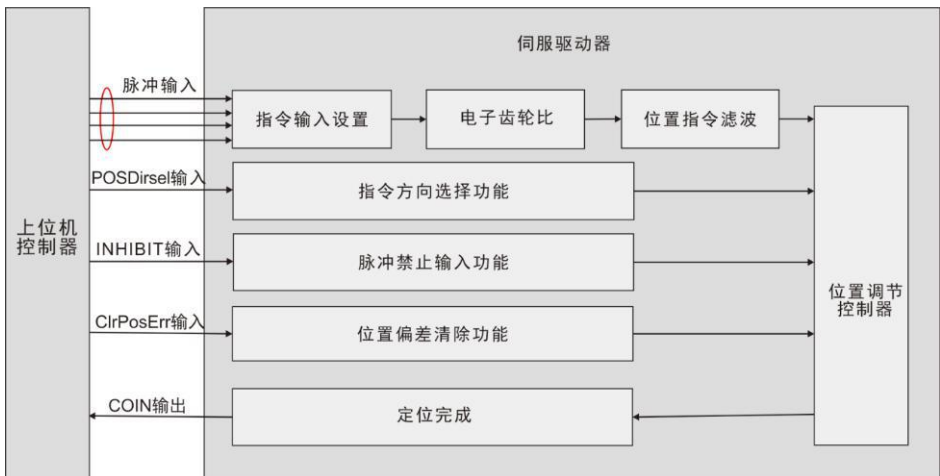 伺服驱动器
脉冲输入
指令输入设置
电子齿轮比
位置指令滤波
POSDirsel输入
指令方向选择功能
上位机
控制器
INHIBIT输入
脉冲禁止输入功能
位置调节
控制器
ClrPosErr输入
位置偏差清除功能
COIN输出
定位完成